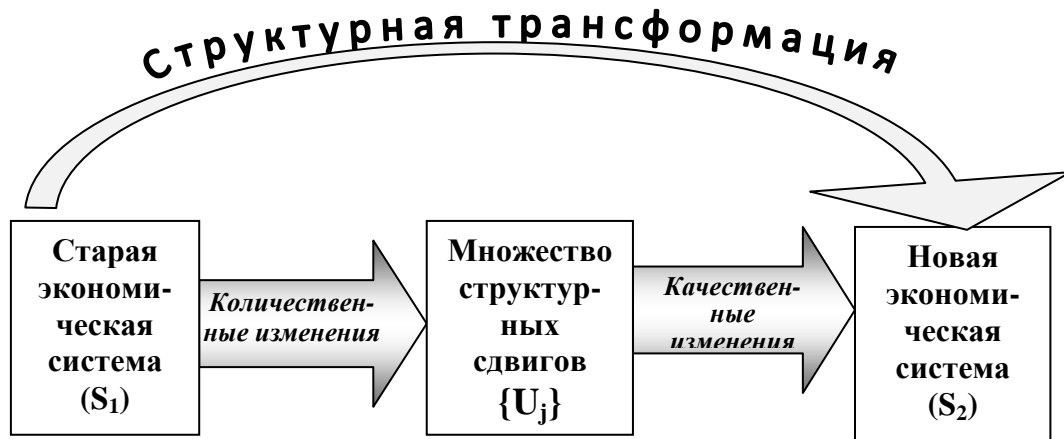 Структурная трансформация
Старая
экономи-
ческая
система
(S₁)
Количествен-
ные изменения
Множество
структур-
ных
сдвигов
{Uⱼ}
Качествен-
ные
изменения
Новая
экономи-
ческая
система
(S₂)